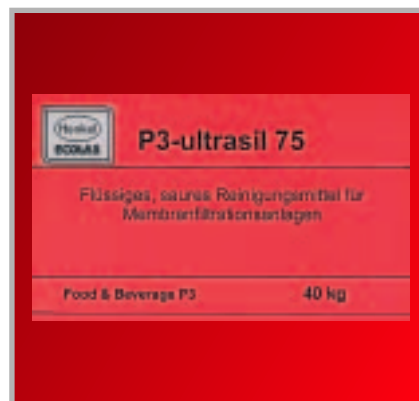 Henkel
ECOLAB
P3-ultrasil 75
Flüssiges, saures Reinigungsmittel für
Membranfiltrationsanlagen
Food & Beverage P3
40 kg